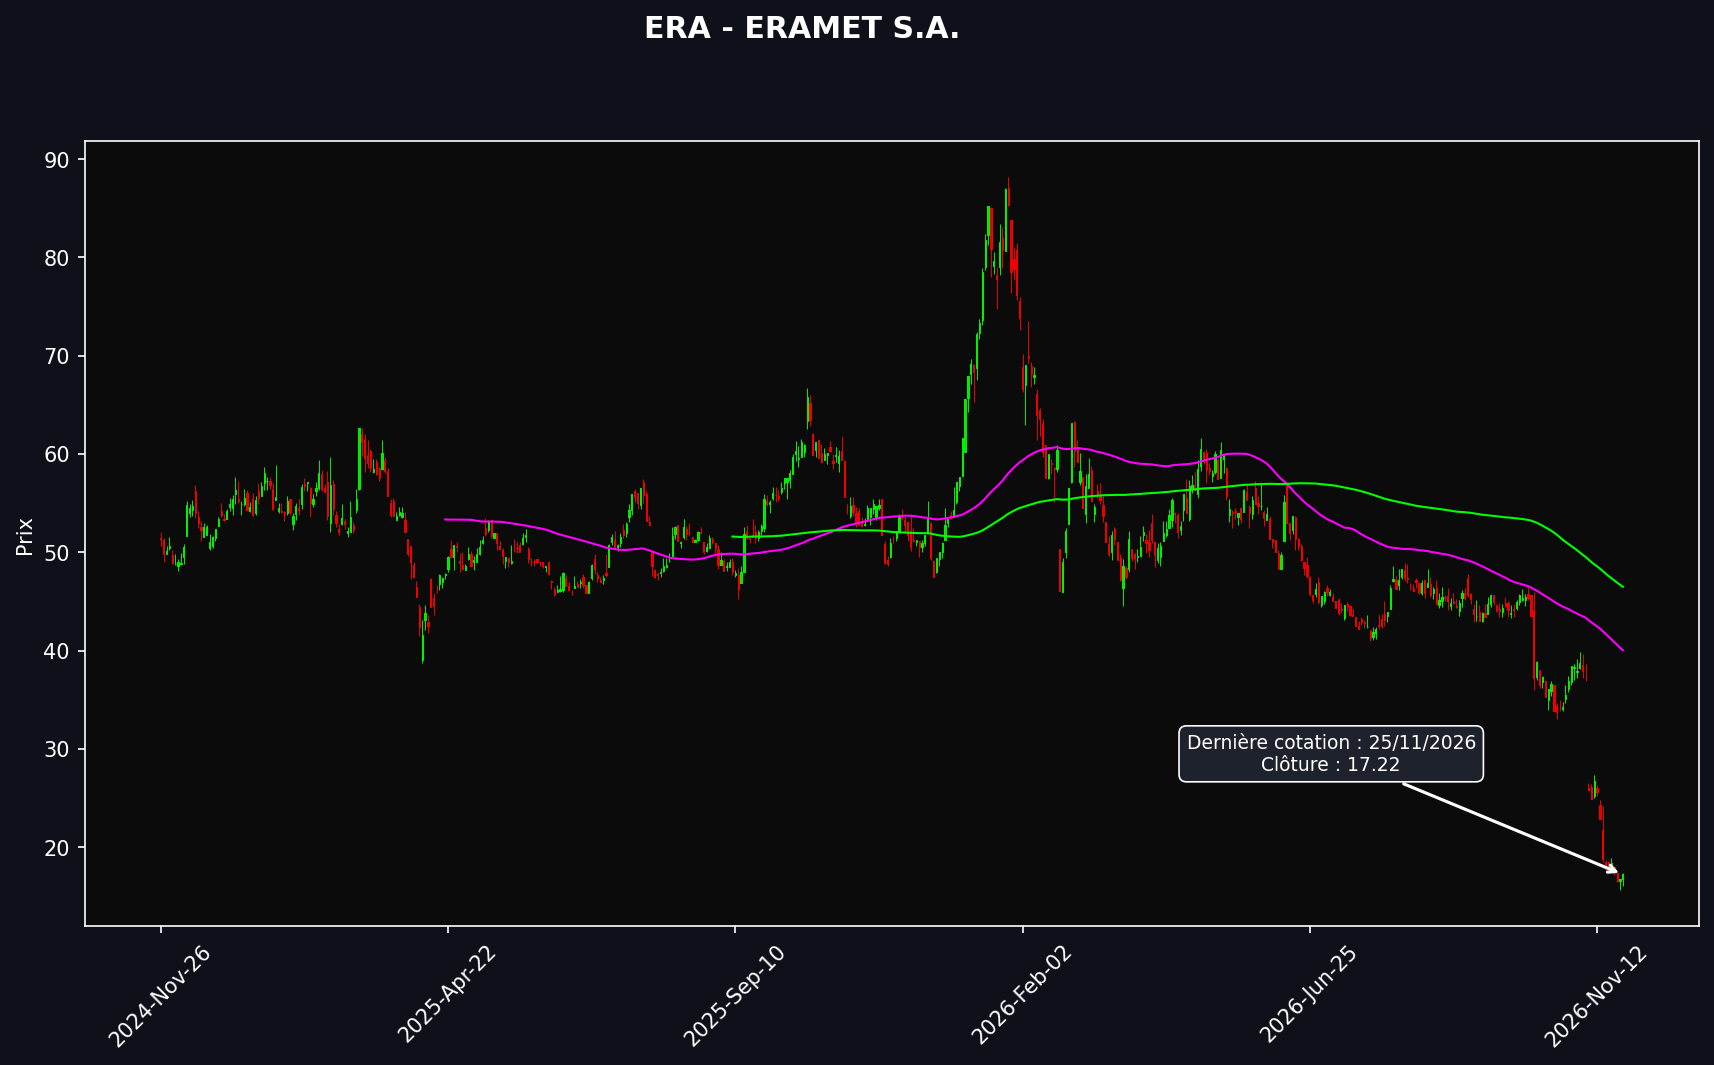 ERA - ERAMET S.A.
90
80
70
60
50
40
30
20
Prix
Dernière cotation : 25/11/2026
Clôture : 17.22
2024-Nov-26
2025-Apr-22
2025-Sep-10
2026-Feb-02
2026-Jun-25
2026-Nov-12